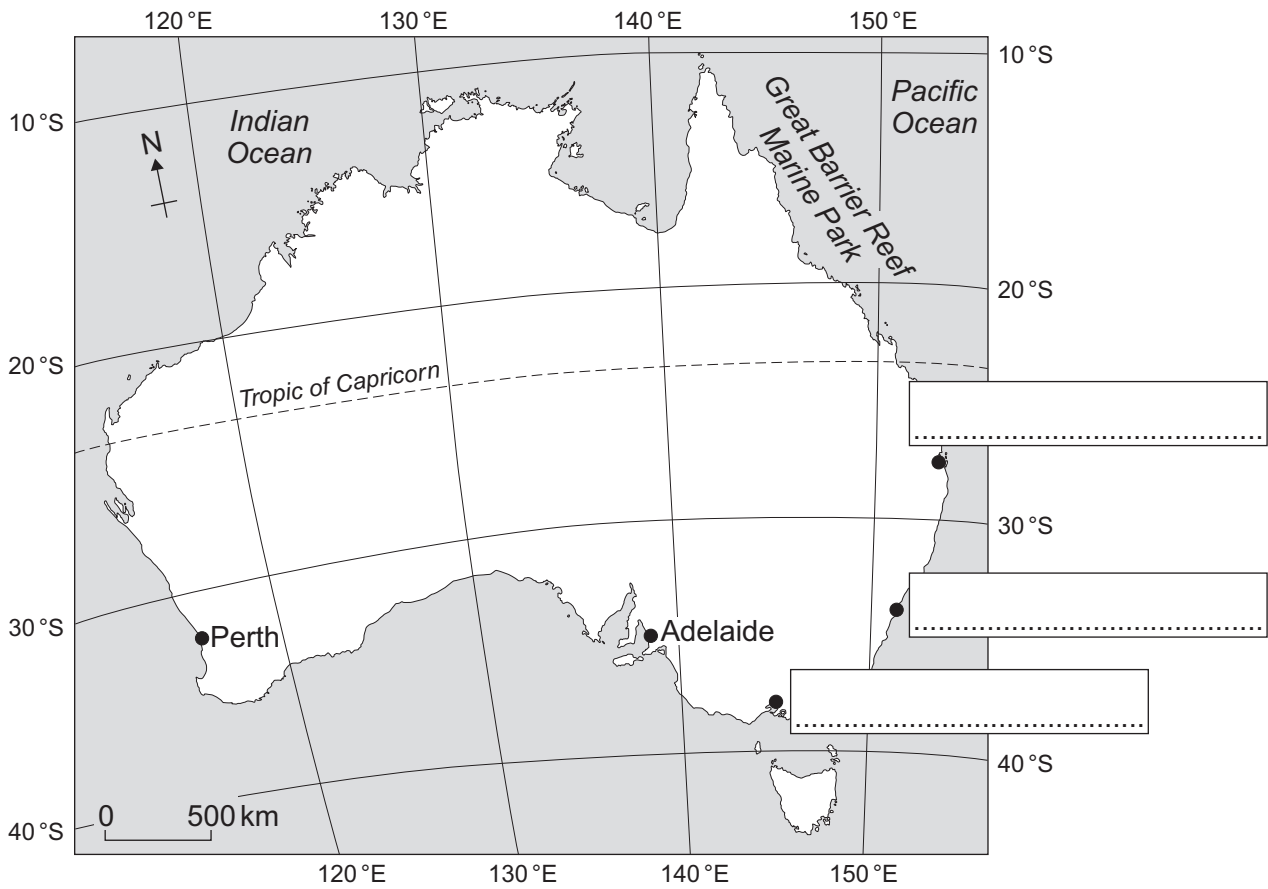 120 °E
130 °E
140 °E
150 °E
10 °S
10 °S
N
Indian
Ocean
Great Barrier Reef
Marine Park
Pacific
Ocean
20 °S
20 °S
Tropic of Capricorn
30 °S
30 °S
Perth
Adelaide
40 °S
40 °S
0
500 km
120 °E
130 °E
140 °E
150 °E